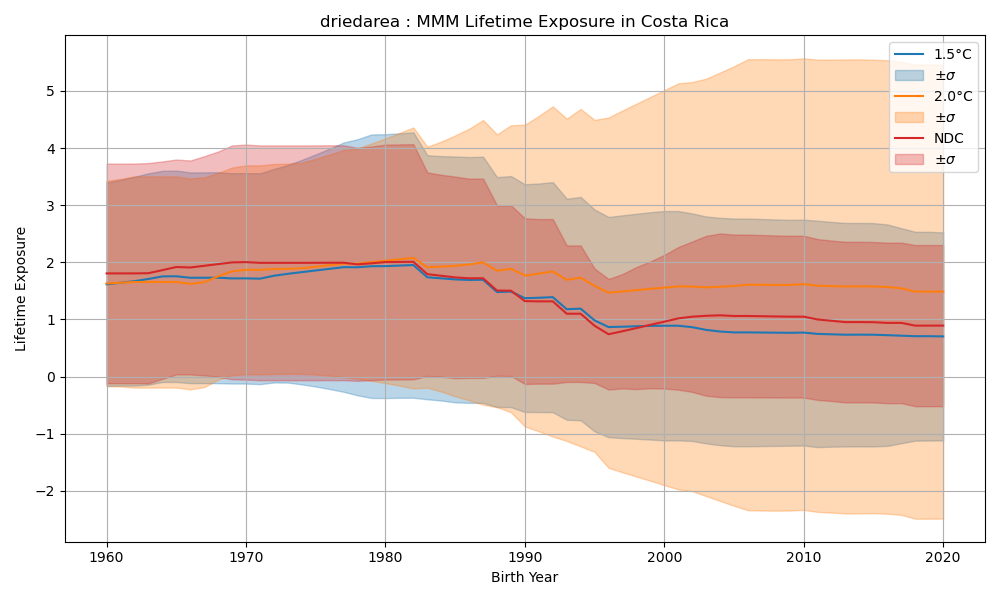 driedarea : MMM Lifetime Exposure in Costa Rica
1.5°C
±σ
2.0°C
±σ
NDC
±σ
Lifetime Exposure
5
4
3
2
1
0
−1
−2
1960 1970 1980 1990 2000 2010 2020
Birth Year